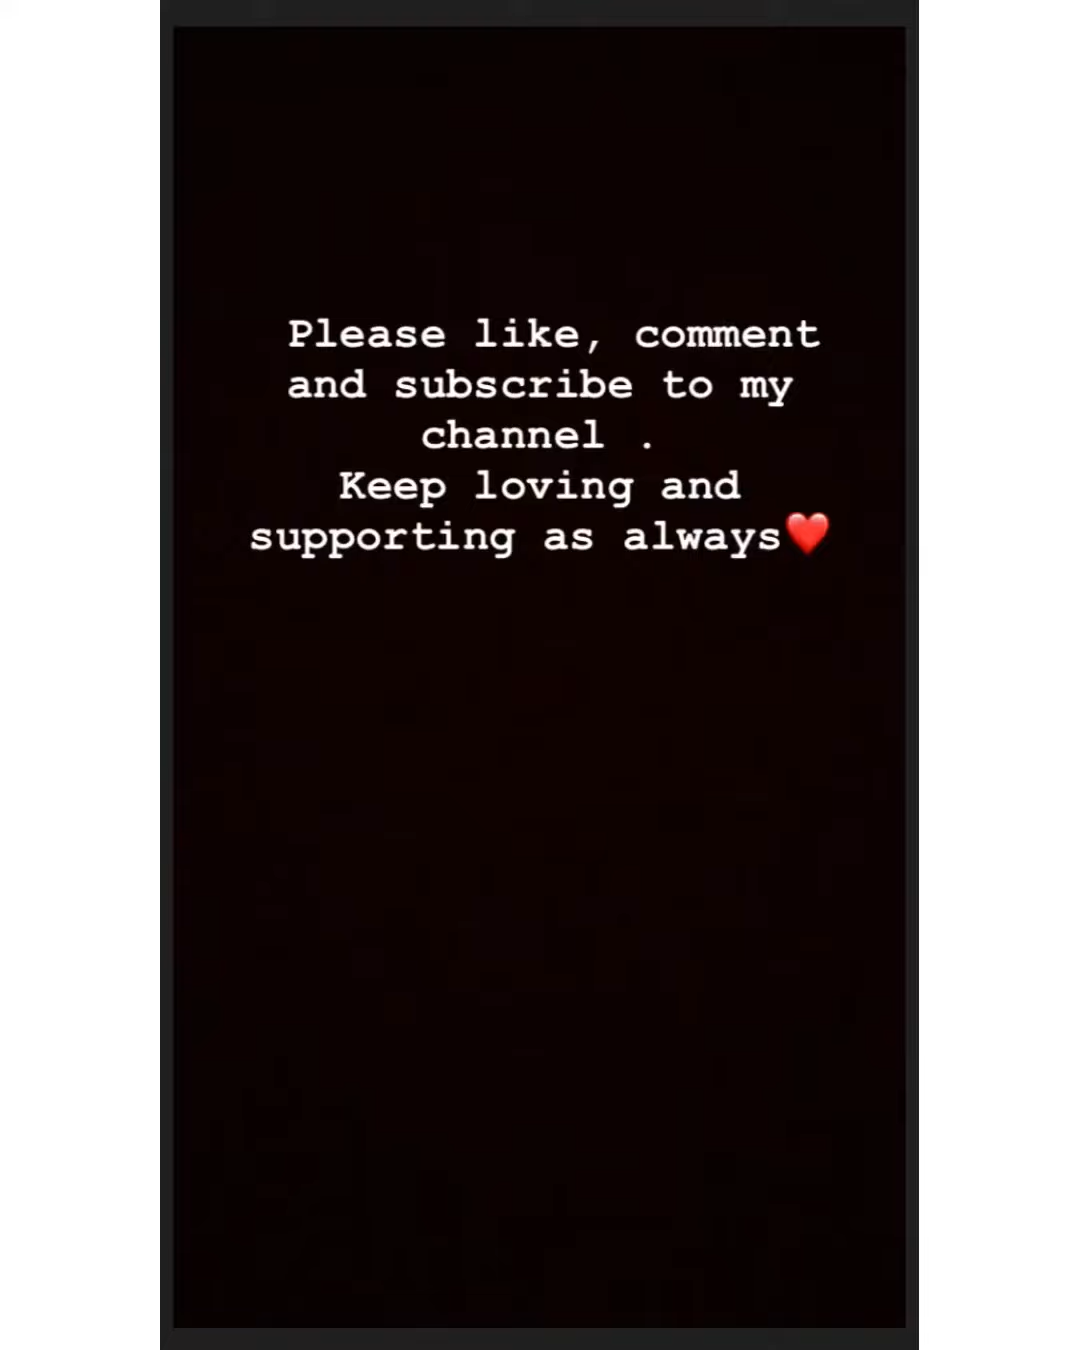 Please like, comment
and subscribe to my
channel .
Keep loving and
supporting as always❤️